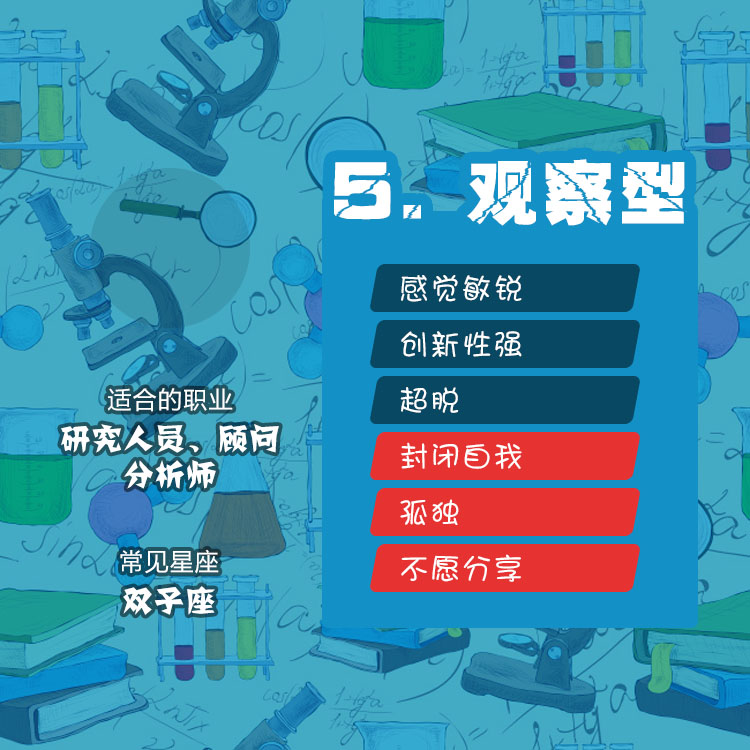 5. 观察型
感觉敏锐
创新性强
超脱
封闭自我
孤独
不愿分享
适合的职业
研究人员、顾问
分析师
常见星座
双子座